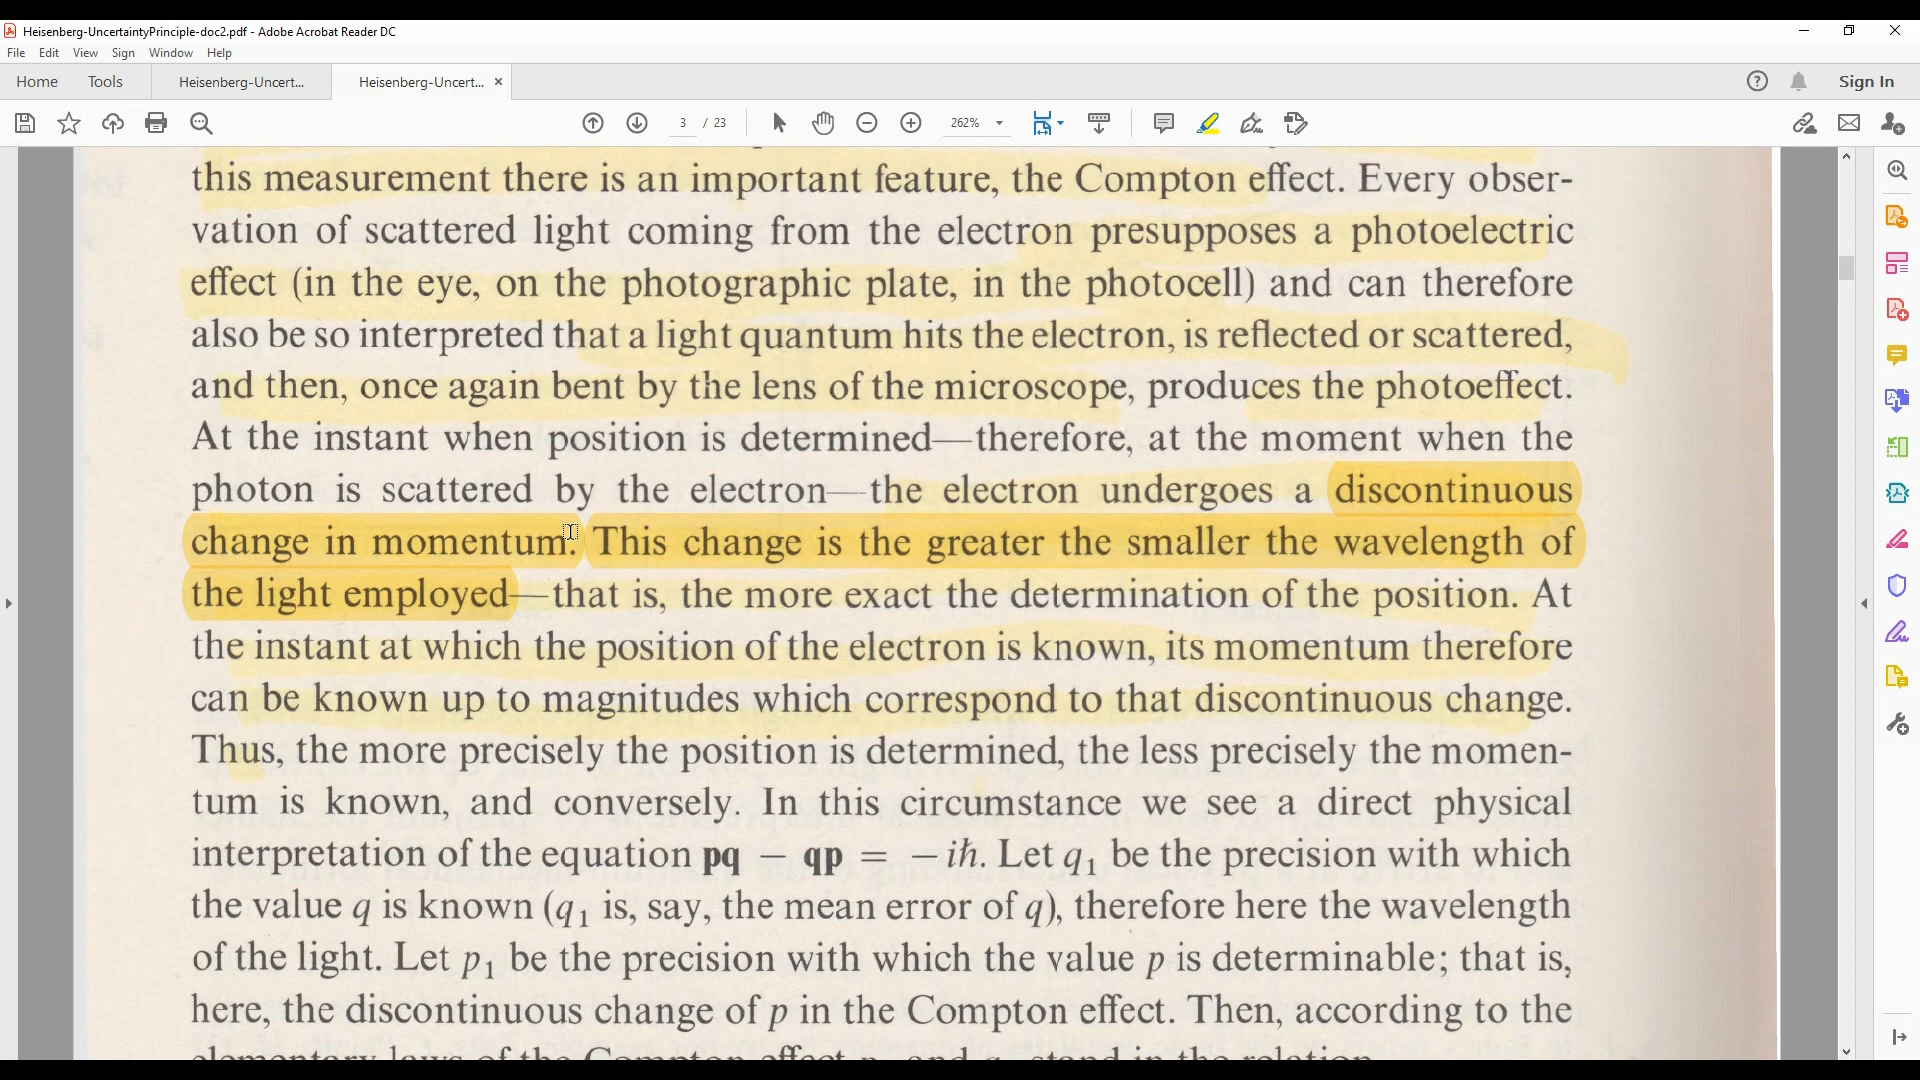 Heisenberg-UncertaintyPrinciple-doc2.pdf - Adobe Acrobat Reader DC
File Edit View Sign Window Help
Home Tools Heisenberg-Uncert... Heisenberg-Uncert... × Sign In
3 / 23 262%
this measurement there is an important feature, the Compton effect. Every obser-
vation of scattered light coming from the electron presupposes a photoelectric
effect (in the eye, on the photographic plate, in the photocell) and can therefore
also be so interpreted that a light quantum hits the electron, is reflected or scattered,
and then, once again bent by the lens of the microscope, produces the photoeffect.
At the instant when position is determined—therefore, at the moment when the
photon is scattered by the electron—the electron undergoes a discontinuous
change in momentum. This change is the greater the smaller the wavelength of
the light employed—that is, the more exact the determination of the position. At
the instant at which the position of the electron is known, its momentum therefore
can be known up to magnitudes which correspond to that discontinuous change.
Thus, the more precisely the position is determined, the less precisely the momen-
tum is known, and conversely. In this circumstance we see a direct physical
interpretation of the equation pq − qp = −iℏ. Let q₁ be the precision with which
the value q is known (q₁ is, say, the mean error of q), therefore here the wavelength
of the light. Let p₁ be the precision with which the value p is determinable; that is,
here, the discontinuous change of p in the Compton effect. Then, according to the
elementary laws of the Compton effect p₁ and q₁ stand in the relation